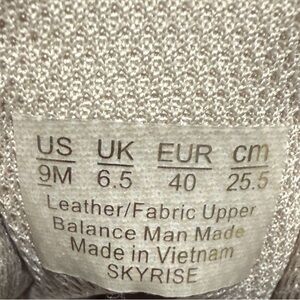 US UK EUR cm
9M 6.5 40 25.5
Leather/Fabric Upper
Balance Man Made
Made in Vietnam
SKYRISE